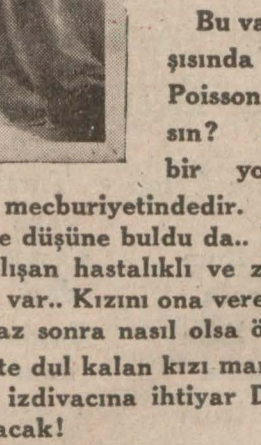 Bu va
şısında
Poisson
sın?
bir yo
mecburiyetindedir.
e düşüne buldu da..
lışan hastalıklı ve z
var.. Kızını ona vere
az sonra nasıl olsa ö
te dul kalan kızı mar
izdivacına ihtiyar D
acak!